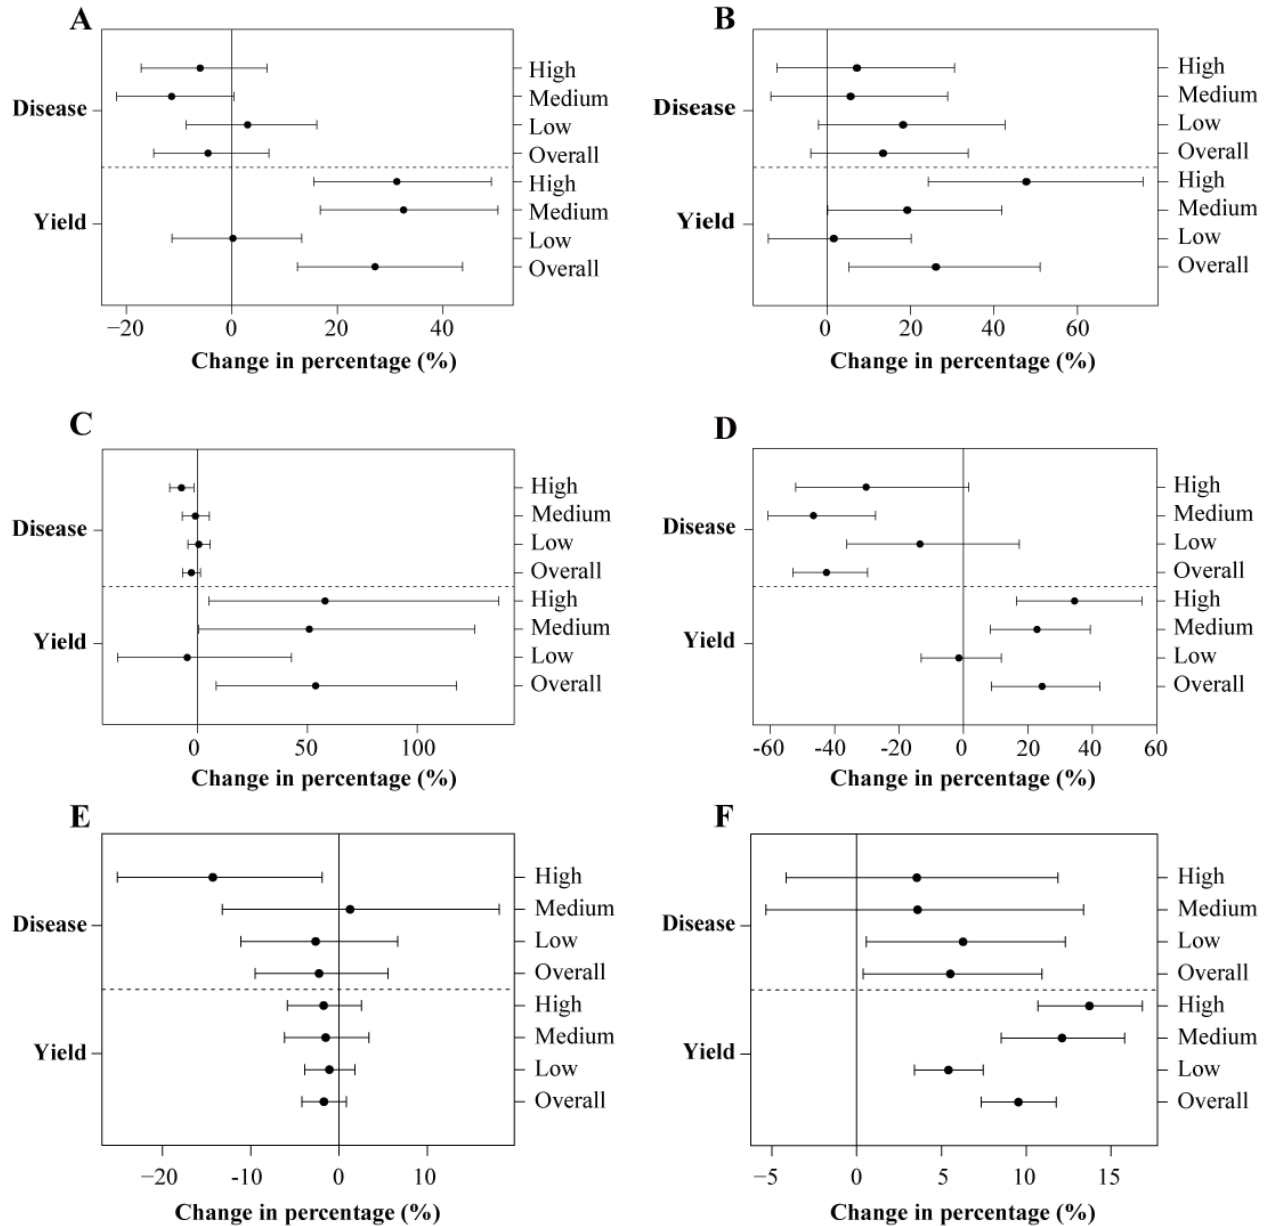 A
High
Medium
Disease
Low
Overall
High
Medium
Yield
Low
Overall
−20 0 20 40
Change in percentage (%)
B
High
Medium
Disease
Low
Overall
High
Medium
Yield
Low
Overall
0 20 40 60
Change in percentage (%)
C
High
Medium
Disease
Low
Overall
High
Medium
Yield
Low
Overall
0 50 100
Change in percentage (%)
D
High
Medium
Disease
Low
Overall
High
Medium
Yield
Low
Overall
-60 -40 -20 0 20 40 60
Change in percentage (%)
E
High
Medium
Disease
Low
Overall
High
Medium
Yield
Low
Overall
−20 -10 0 10
Change in percentage (%)
F
High
Medium
Disease
Low
Overall
High
Medium
Yield
Low
Overall
−5 0 5 10 15
Change in percentage (%)